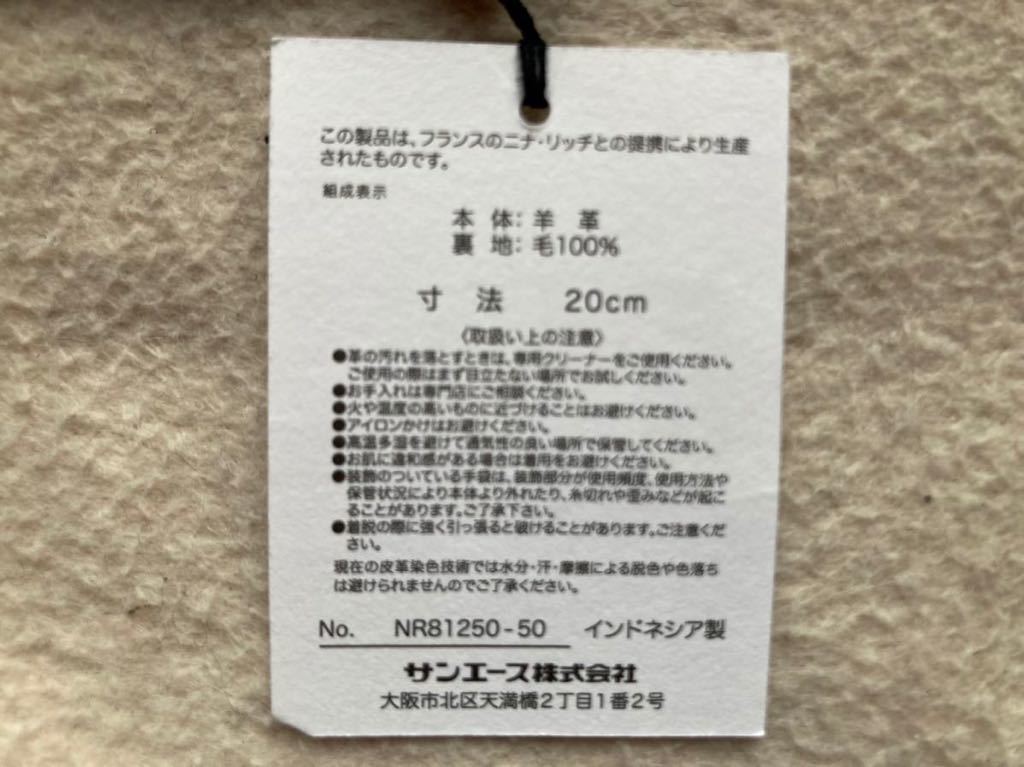 この製品は、フランスのニナ・リッチとの提携により生産
されたものです。
組成表示
本 体：羊 革
裏 地：毛100%
寸 法 20cm
〈取扱い上の注意〉
●革の汚れを落とすときは、専用クリーナーをご使用ください。
ご使用の際はまず目立たない場所でお試しください。
●お手入れは専門店にご相談ください。
●火や温度の高いものに近づけることはお避けください。
●アイロンかけはお避けください。
●高温多湿を避けて通気性の良い場所で保管してください。
●お肌に違和感がある場合は着用をお避けください。
●装飾のついている手袋は、装飾部分が使用頻度、使用方法や
保管状況により本体より外れたり、糸切れや歪みなどが起こ
ることがあります。ご了承下さい。
●着脱の際に強く引っ張ると破けることがあります。ご注意くだ
さい。
現在の皮革染色技術では水分・汗・摩擦による脱色や色落ち
は避けられませんのでご了承ください。
No. NR81250-50 インドネシア製
サンエース株式会社
大阪市北区天満橋2丁目1番2号